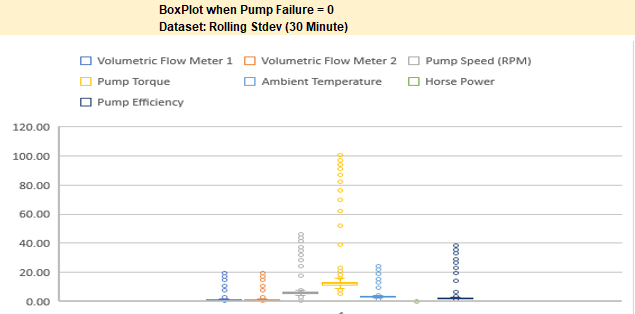 BoxPlot when Pump Failure = 0
Dataset: Rolling Stdev (30 Minute)
Volumetric Flow Meter 1 Volumetric Flow Meter 2 Pump Speed (RPM)
Pump Torque Ambient Temperature Horse Power
Pump Efficiency
120.00
100.00
80.00
60.00
40.00
20.00
0.00